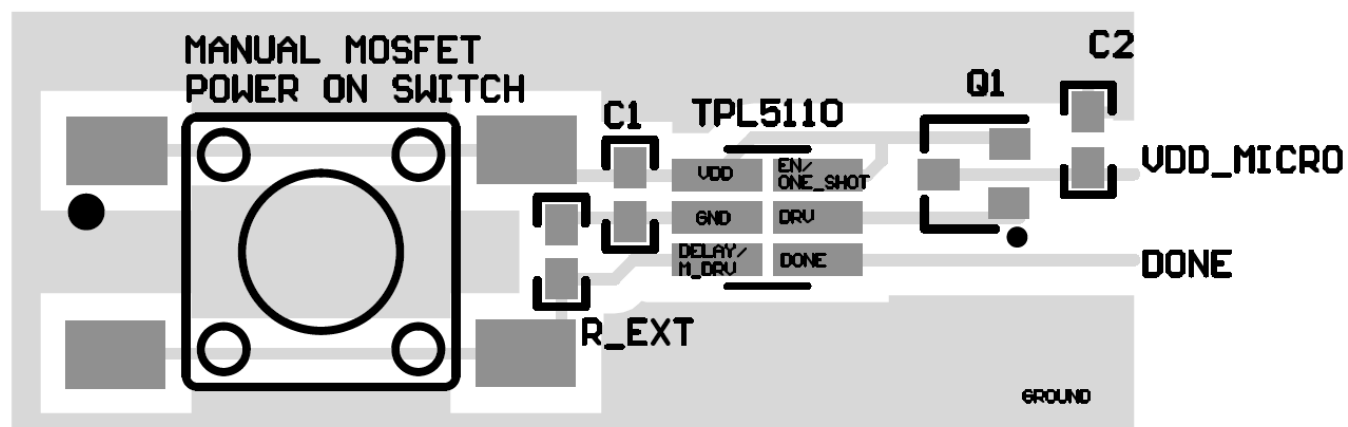 MANUAL MOSFET
POWER ON SWITCH
C1
TPL5110
Q1
C2
VDD
EN/
ONE_SHOT
VDD_MICRO
GND
DRV
DELAY/
M_DRV
DONE
DONE
R_EXT
GROUND